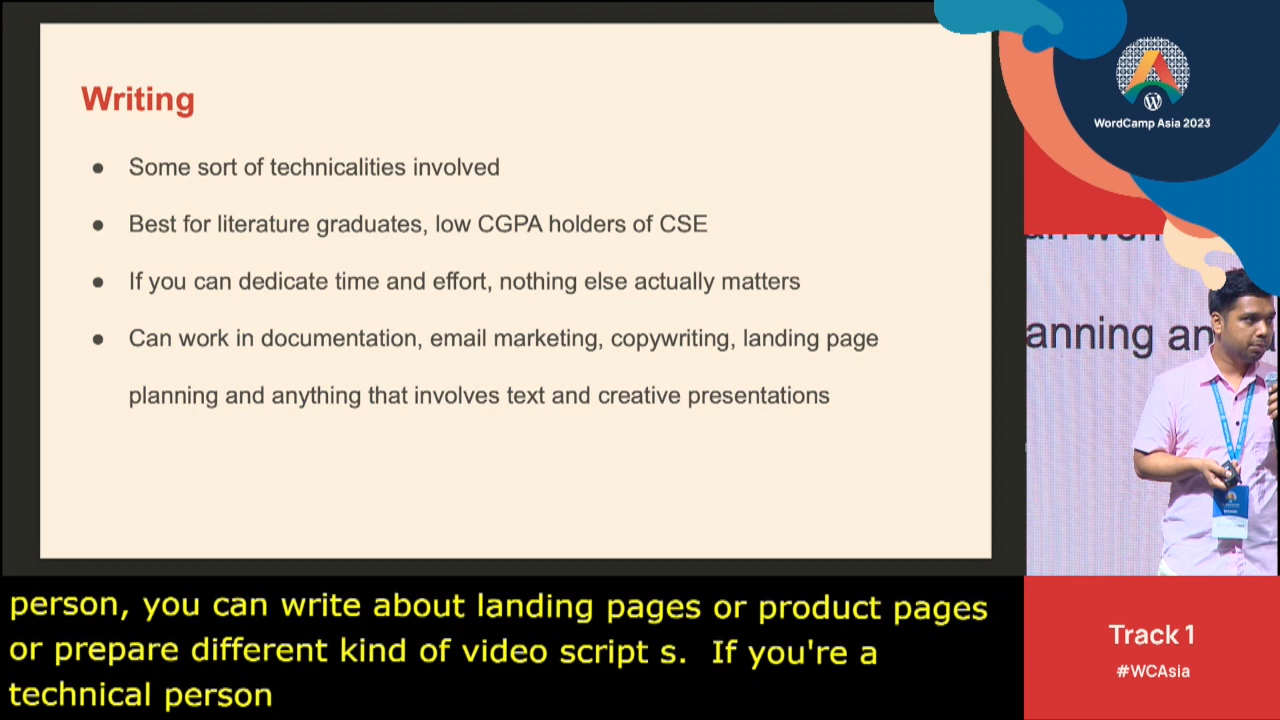 Writing
● Some sort of technicalities involved
● Best for literature graduates, low CGPA holders of CSE
● If you can dedicate time and effort, nothing else actually matters
● Can work in documentation, email marketing, copywriting, landing page
planning and anything that involves text and creative presentations
WordCamp Asia 2023
anning an
person, you can write about landing pages or product pages
or prepare different kind of video script s. If you're a
technical person
Track 1
#WCAsia